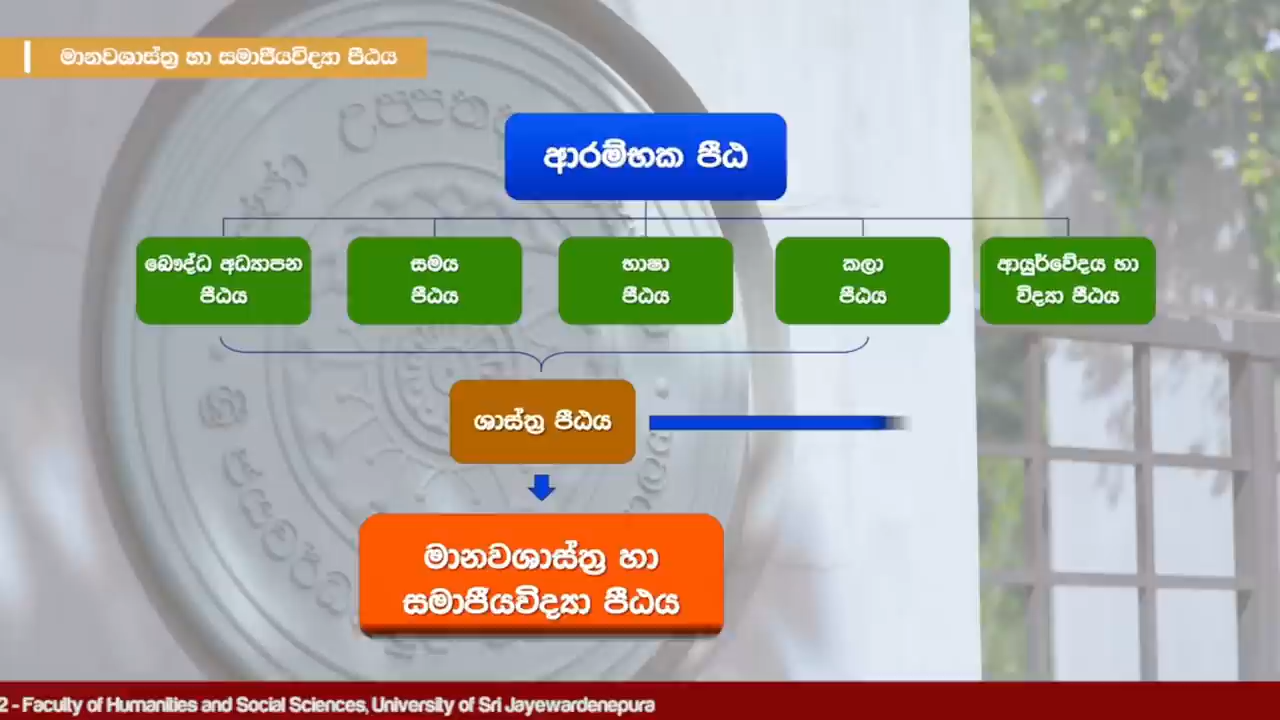 මානවශාස්ත්‍ර හා සමාජීයවිද්‍යා පීඨය
ආරම්භක පීඨ
බෞද්ධ අධ්‍යාපන
පීඨය
සමය
පීඨය
භාෂා
පීඨය
කලා
පීඨය
ආයුර්වේදය හා
විද්‍යා පීඨය
ශාස්ත්‍ර පීඨය
මානවශාස්ත්‍ර හා
සමාජීයවිද්‍යා පීඨය
2 - Faculty of Humanities and Social Sciences, University of Sri Jayewardenepura